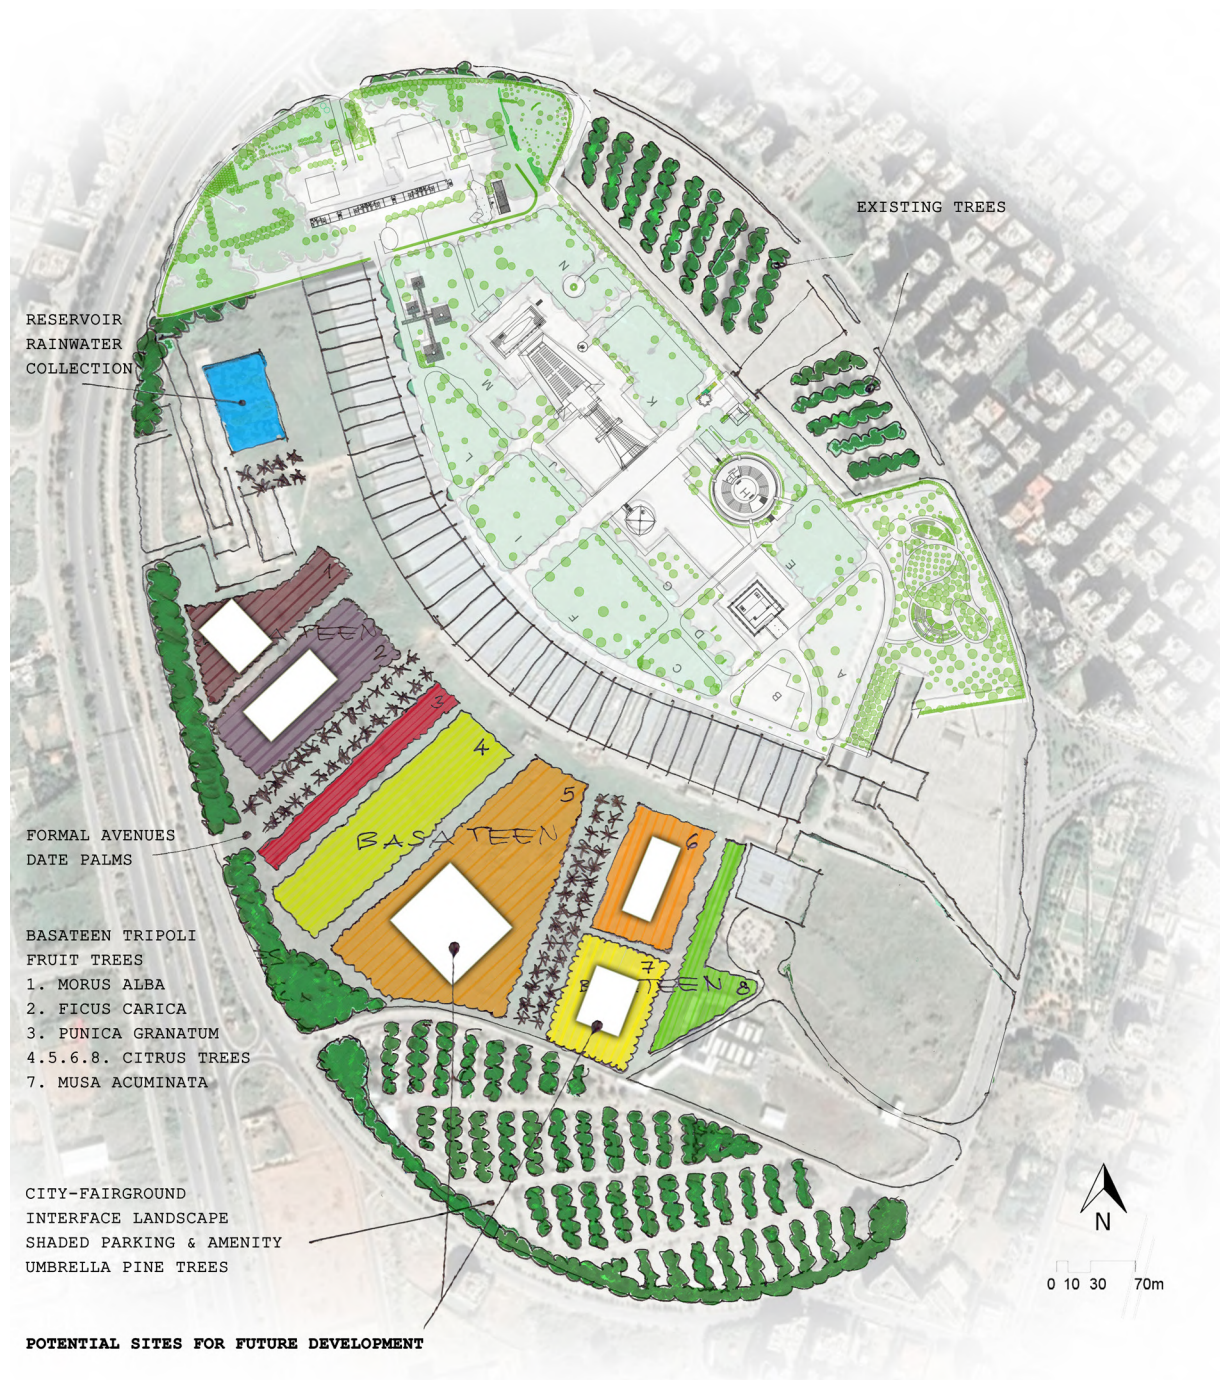 EXISTING TREES
RESERVOIR
RAINWATER
COLLECTION
N
K
M
L
J
H
I
E
G
F
D
C
A
B
1
TEEN
2
3
4
5
BASATEEN
6
7
TEEN
8
FORMAL AVENUES
DATE PALMS
BASATEEN TRIPOLI
FRUIT TREES
1. MORUS ALBA
2. FICUS CARICA
3. PUNICA GRANATUM
4.5.6.8. CITRUS TREES
7. MUSA ACUMINATA
CITY-FAIRGROUND
INTERFACE LANDSCAPE
SHADED PARKING & AMENITY
UMBRELLA PINE TREES
N
0 10 30 70m
POTENTIAL SITES FOR FUTURE DEVELOPMENT